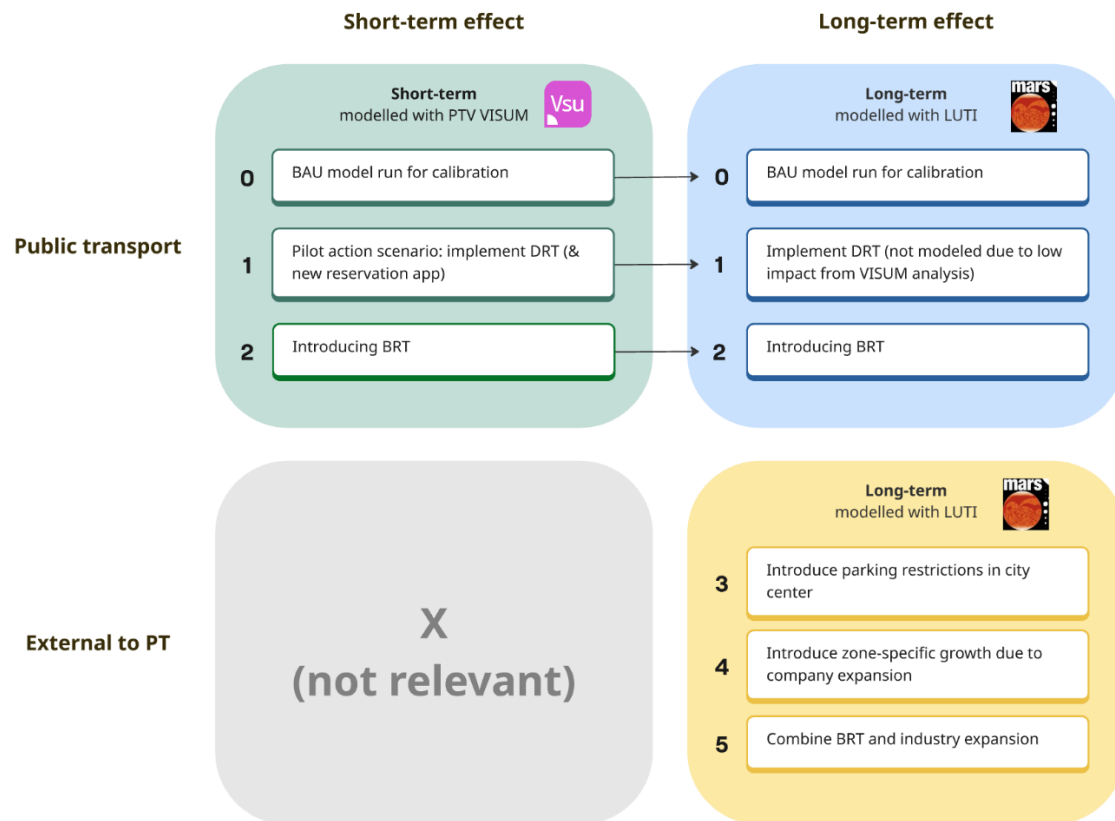 Short-term effect
Long-term effect
Short-term
modelled with PTV VISUM
Vsu
Long-term
modelled with LUTI
mars
0
BAU model run for calibration
0
BAU model run for calibration
Public transport
1
Pilot action scenario: implement DRT (&
new reservation app)
1
Implement DRT (not modeled due to low
impact from VISUM analysis)
2
Introducing BRT
2
Introducing BRT
Long-term
modelled with LUTI
mars
External to PT
X
(not relevant)
3
Introduce parking restrictions in city
center
4
Introduce zone-specific growth due to
company expansion
5
Combine BRT and industry expansion